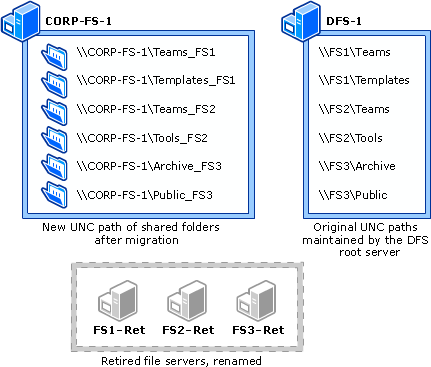 CORP-FS-1
\\CORP-FS-1\Teams_FS1
\\CORP-FS-1\Templates_FS1
\\CORP-FS-1\Teams_FS2
\\CORP-FS-1\Tools_FS2
\\CORP-FS-1\Archive_FS3
\\CORP-FS-1\Public_FS3
New UNC path of shared folders
after migration
DFS-1
\\FS1\Teams
\\FS1\Templates
\\FS2\Teams
\\FS2\Tools
\\FS3\Archive
\\FS3\Public
Original UNC paths
maintained by the DFS
root server
FS1-Ret FS2-Ret FS3-Ret
Retired file servers, renamed